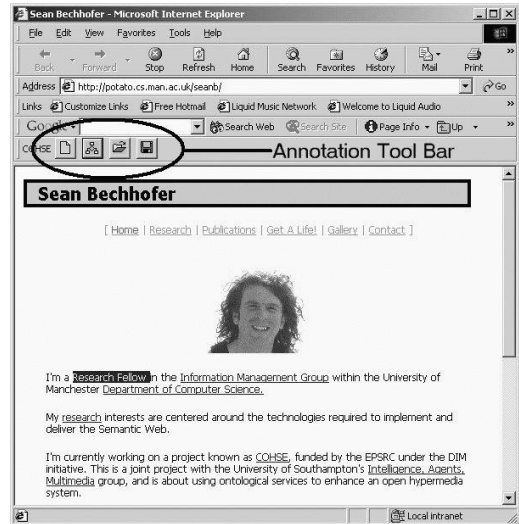 Sean Bechhofer - Microsoft Internet Explorer
File Edit View Favorites Tools Help
Back Forward Stop Refresh Home Search Favorites History Mail Print »
Address http://potato.cs.man.ac.uk/seanb/ Go
Links Customize Links Free Hotmail Liquid Music Network Welcome to Liquid Audio »
Google Search Web Search Site Page Info Up »
COHSE Annotation Tool Bar
Sean Bechhofer
[ Home | Research | Publications | Get A Life! | Gallery | Contact ]
I'm a Research Fellow in the Information Management Group within the University of
Manchester Department of Computer Science.
My research interests are centered around the technologies required to implement and
deliver the Semantic Web.
I'm currently working on a project known as COHSE, funded by the EPSRC under the DIM
initiative. This is a joint project with the University of Southampton's Intelligence, Agents,
Multimedia group, and is about using ontological services to enhance an open hypermedia
system.
Local intranet